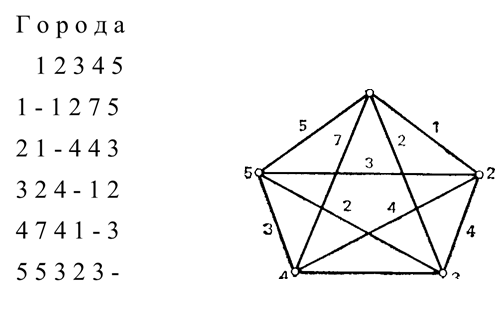 Города
1 2 3 4 5
1 - 1 2 7 5
2 1 - 4 4 3
3 2 4 - 1 2
4 7 4 1 - 3
5 5 3 2 3 -
5 7 2 1
5 3 2
3 2 4 4
4 3